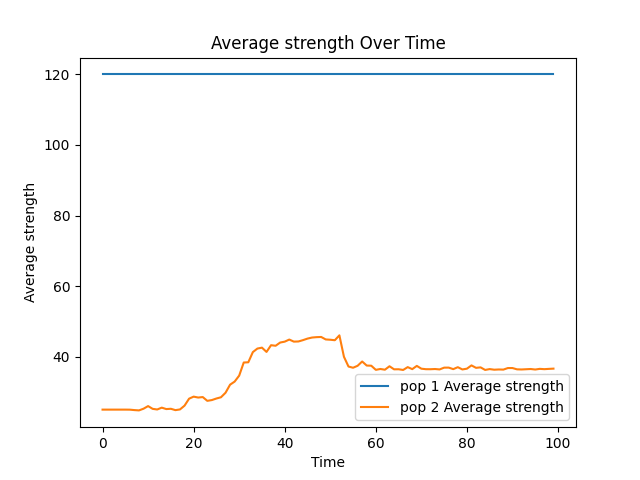 Average strength Over Time
Average strength
120
100
80
60
40
0 20 40 60 80 100
Time
pop 1 Average strength
pop 2 Average strength